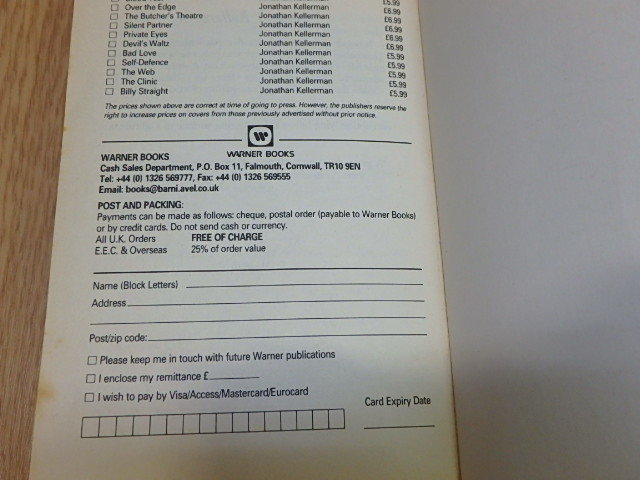 Over the Edge Jonathan Kellerman £5.99
The Butcher's Theatre Jonathan Kellerman £6.99
Silent Partner Jonathan Kellerman £6.99
Private Eyes Jonathan Kellerman £6.99
Devil's Waltz Jonathan Kellerman £6.99
Bad Love Jonathan Kellerman £5.99
Self-Defence Jonathan Kellerman £5.99
The Web Jonathan Kellerman £5.99
The Clinic Jonathan Kellerman £5.99
Billy Straight Jonathan Kellerman £5.99
The prices shown above are correct at time of going to press. However, the publishers reserve the
right to increase prices on covers from those previously advertised without prior notice.
WARNER BOOKS
WARNER BOOKS
Cash Sales Department, P.O. Box 11, Falmouth, Cornwall, TR10 9EN
Tel: +44 (0) 1326 569777, Fax: +44 (0) 1326 569555
Email: books@barni.avel.co.uk
POST AND PACKING:
Payments can be made as follows: cheque, postal order (payable to Warner Books)
or by credit cards. Do not send cash or currency.
All U.K. Orders FREE OF CHARGE
E.E.C. & Overseas 25% of order value
Name (Block Letters)
Address
Post/zip code:
Please keep me in touch with future Warner publications
I enclose my remittance £
I wish to pay by Visa/Access/Mastercard/Eurocard
Card Expiry Date